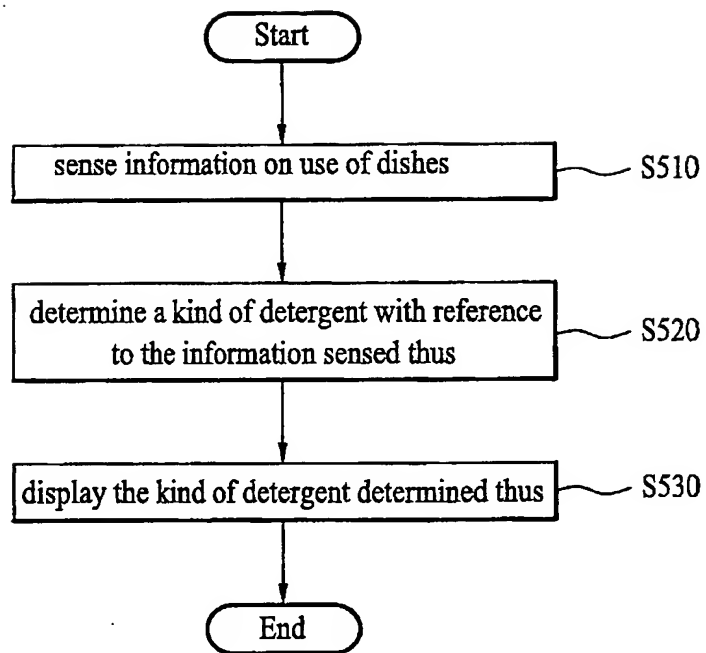 Start
sense information on use of dishes
S510
determine a kind of detergent with reference
to the information sensed thus
S520
display the kind of detergent determined thus
S530
End